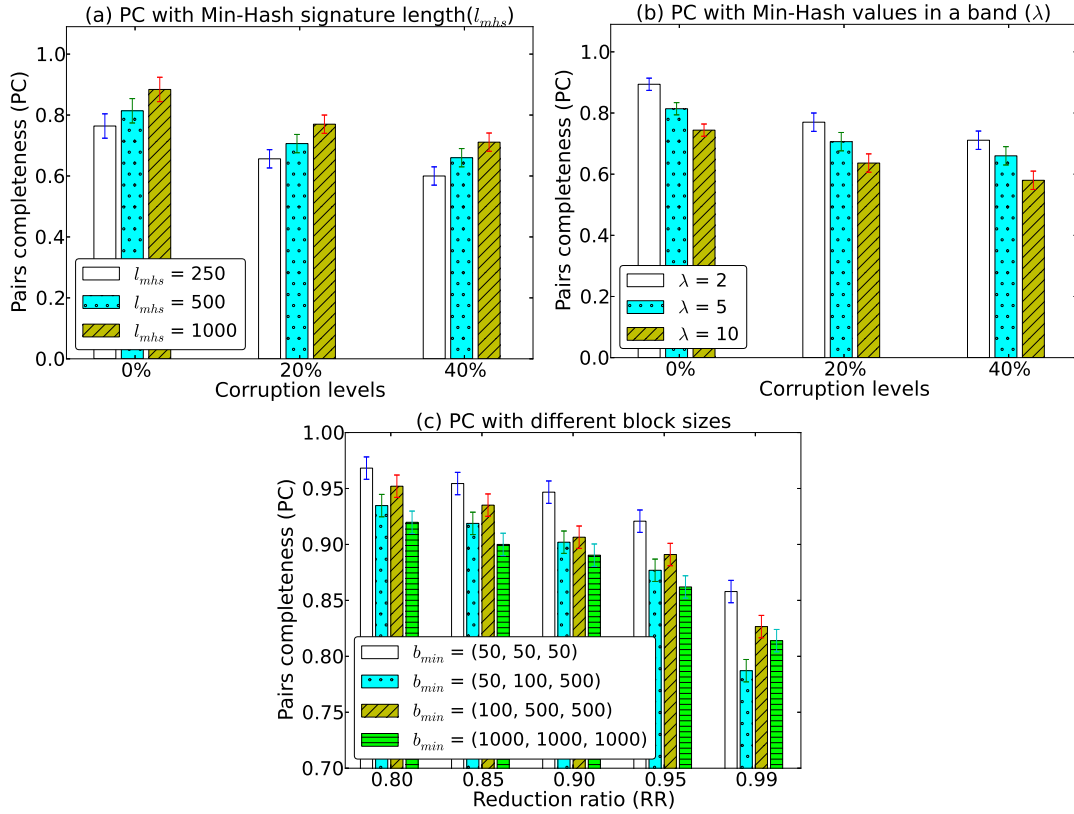 (a) PC with Min-Hash signature length(l_mhs)
Pairs completeness (PC)
1.0
0.8
0.6
0.4
0.2
0.0
l_mhs = 250
l_mhs = 500
l_mhs = 1000
0% 20% 40%
Corruption levels
(b) PC with Min-Hash values in a band (λ)
Pairs completeness (PC)
1.0
0.8
0.6
0.4
0.2
0.0
λ = 2
λ = 5
λ = 10
0% 20% 40%
Corruption levels
(c) PC with different block sizes
Pairs completeness (PC)
1.00
0.95
0.90
0.85
0.80
0.75
0.70
b_min = (50, 50, 50)
b_min = (50, 100, 500)
b_min = (100, 500, 500)
b_min = (1000, 1000, 1000)
0.80 0.85 0.90 0.95 0.99
Reduction ratio (RR)